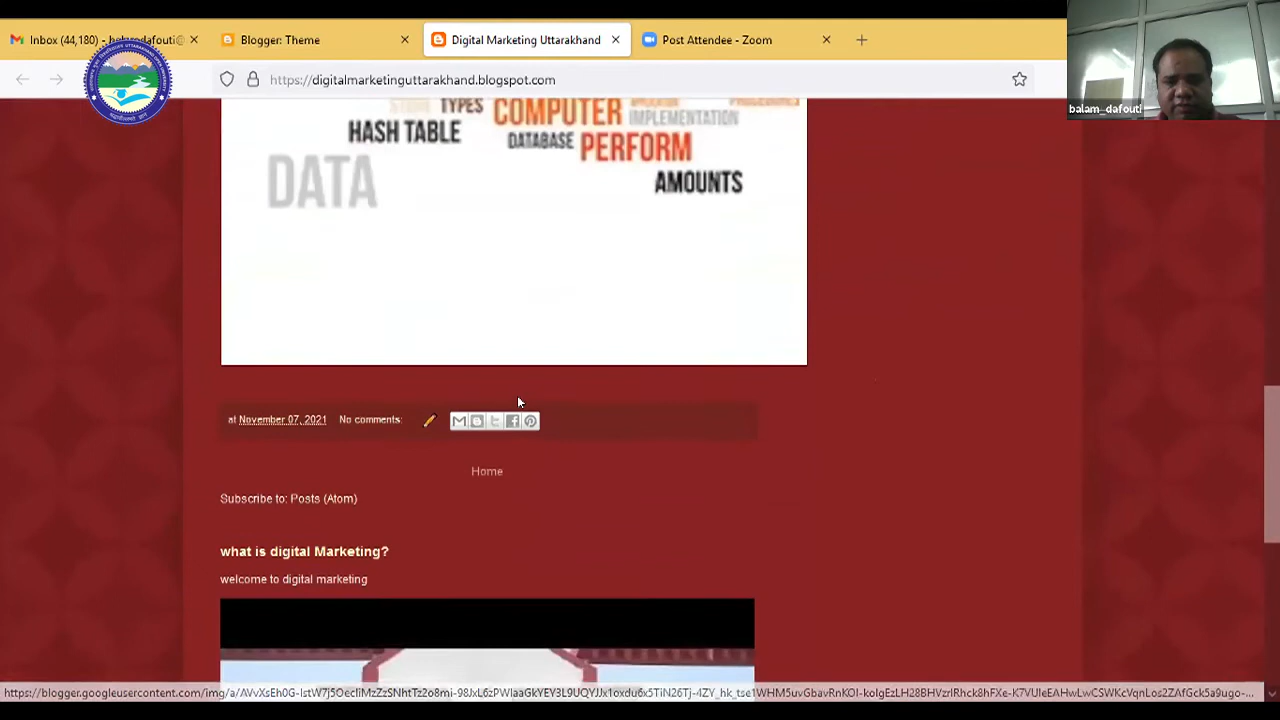 Inbox (44,180) - balamdafouti@
Blogger: Theme
Digital Marketing Uttarakhand
Post Attendee - Zoom
https://digitalmarketinguttarakhand.blogspot.com
balam_dafouti
TYPES
COMPUTER
IMPLEMENTATION
HASH TABLE
DATABASE
PERFORM
DATA
AMOUNTS
at November 07, 2021 No comments:
Home
Subscribe to: Posts (Atom)
what is digital Marketing?
welcome to digital marketing